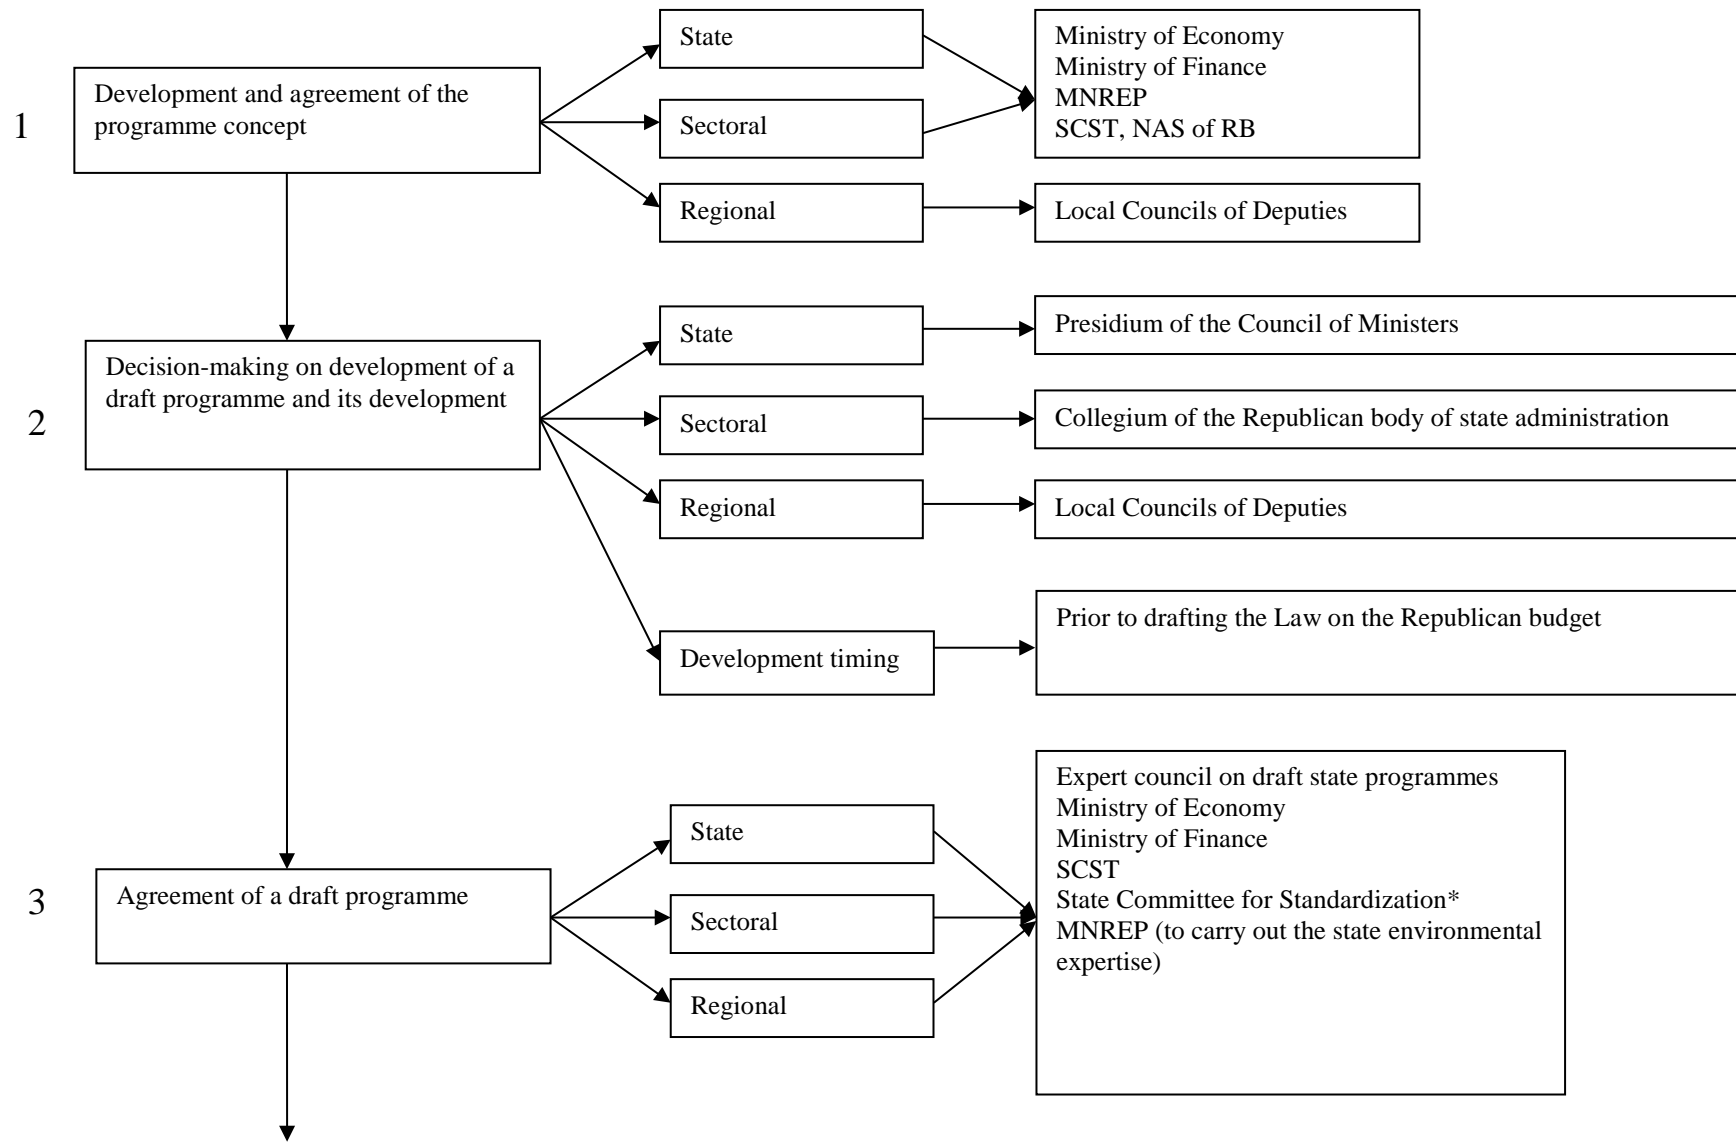 1
Development and agreement of the
programme concept
State
Sectoral
Regional
Ministry of Economy
Ministry of Finance
MNREP
SCST, NAS of RB
Local Councils of Deputies
2
Decision-making on development of a
draft programme and its development
State
Presidium of the Council of Ministers
Sectoral
Collegium of the Republican body of state administration
Regional
Local Councils of Deputies
Development timing
Prior to drafting the Law on the Republican budget
3
Agreement of a draft programme
State
Sectoral
Regional
Expert council on draft state programmes
Ministry of Economy
Ministry of Finance
SCST
State Committee for Standardization*
MNREP (to carry out the state environmental
expertise)